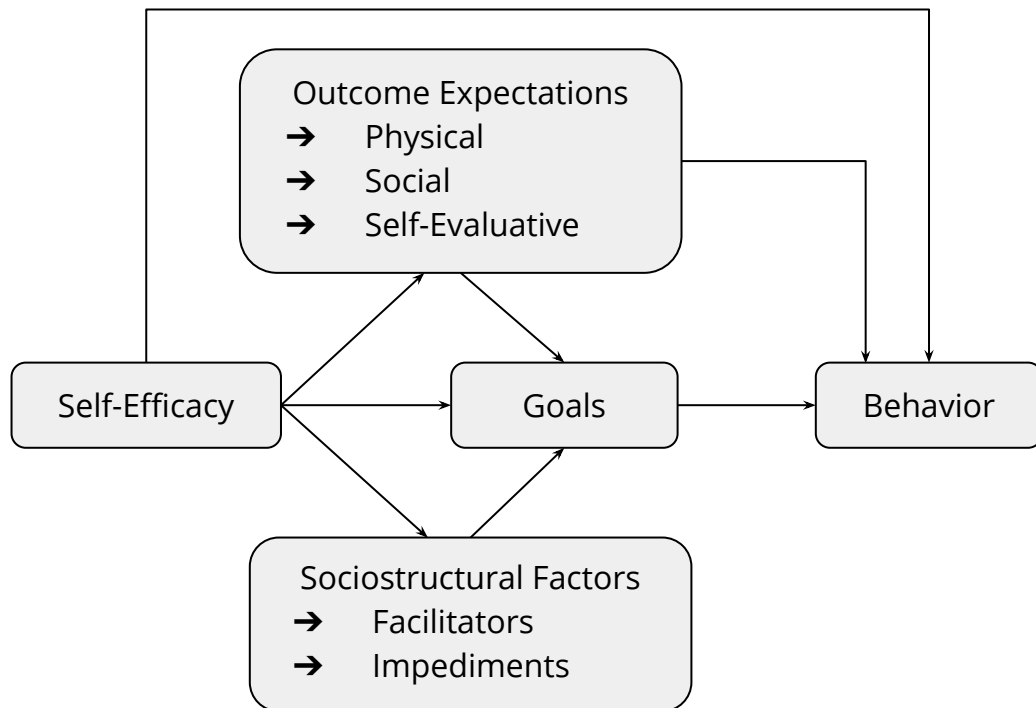 Outcome Expectations
➔ Physical
➔ Social
➔ Self-Evaluative
Self-Efficacy
Goals
Behavior
Sociostructural Factors
➔ Facilitators
➔ Impediments